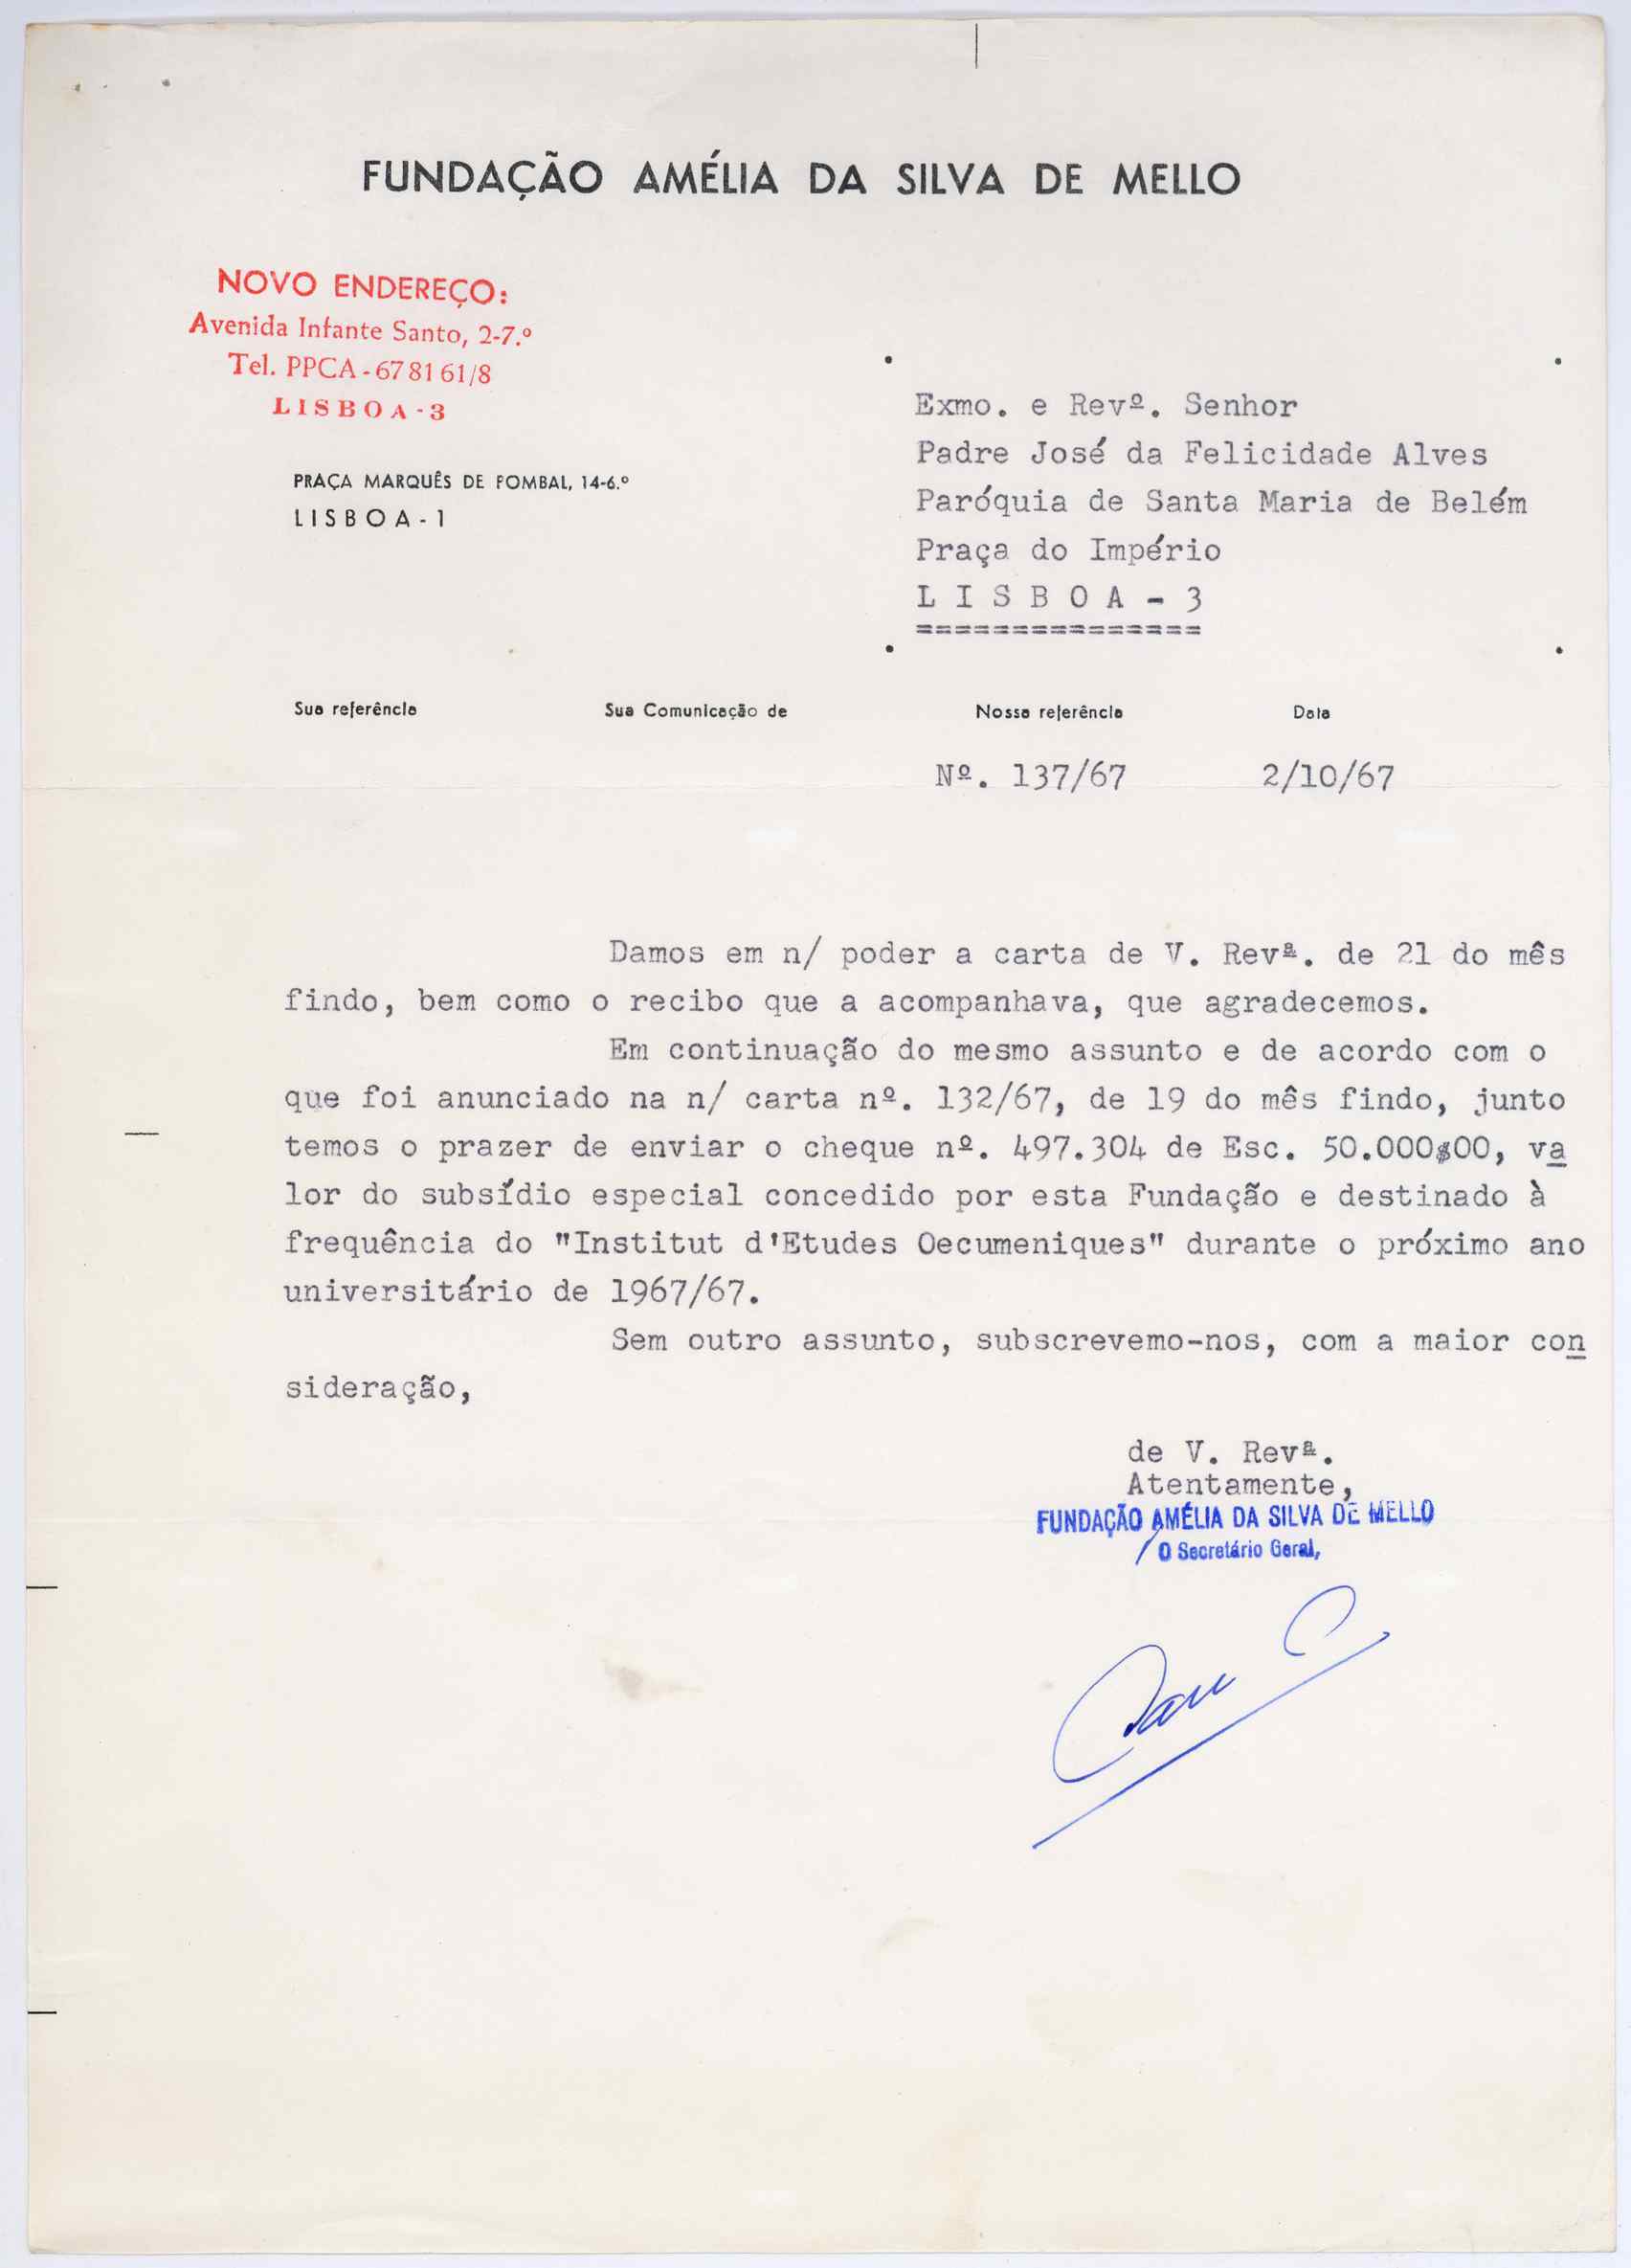 FUNDAÇÃO AMÉLIA DA SILVA DE MELLO
NOVO ENDEREÇO:
Avenida Infante Santo, 2-7.º
Tel. PPCA - 67 81 61/8
LISBOA - 3
PRAÇA MARQUÊS DE POMBAL, 14-6.º
LISBOA - 1
Exmo. e Revº. Senhor
Padre José da Felicidade Alves
Paróquia de Santa Maria de Belém
Praça do Império
L I S B O A - 3
===============
Sua referência Sua Comunicação de Nossa referência Data
Nº. 137/67 2/10/67
Damos em n/ poder a carta de V. Revª. de 21 do mês
findo, bem como o recibo que a acompanhava, que agradecemos.
Em continuação do mesmo assunto e de acordo com o
que foi anunciado na n/ carta nº. 132/67, de 19 do mês findo, junto
temos o prazer de enviar o cheque nº. 497.304 de Esc. 50.000$00, va
lor do subsídio especial concedido por esta Fundação e destinado à
frequência do "Institut d'Etudes Oecumeniques" durante o próximo ano
universitário de 1967/67.
Sem outro assunto, subscrevemo-nos, com a maior con
sideração,
de V. Revª.
Atentamente,
FUNDAÇÃO AMÉLIA DA SILVA DE MELLO
O Secretário Geral,